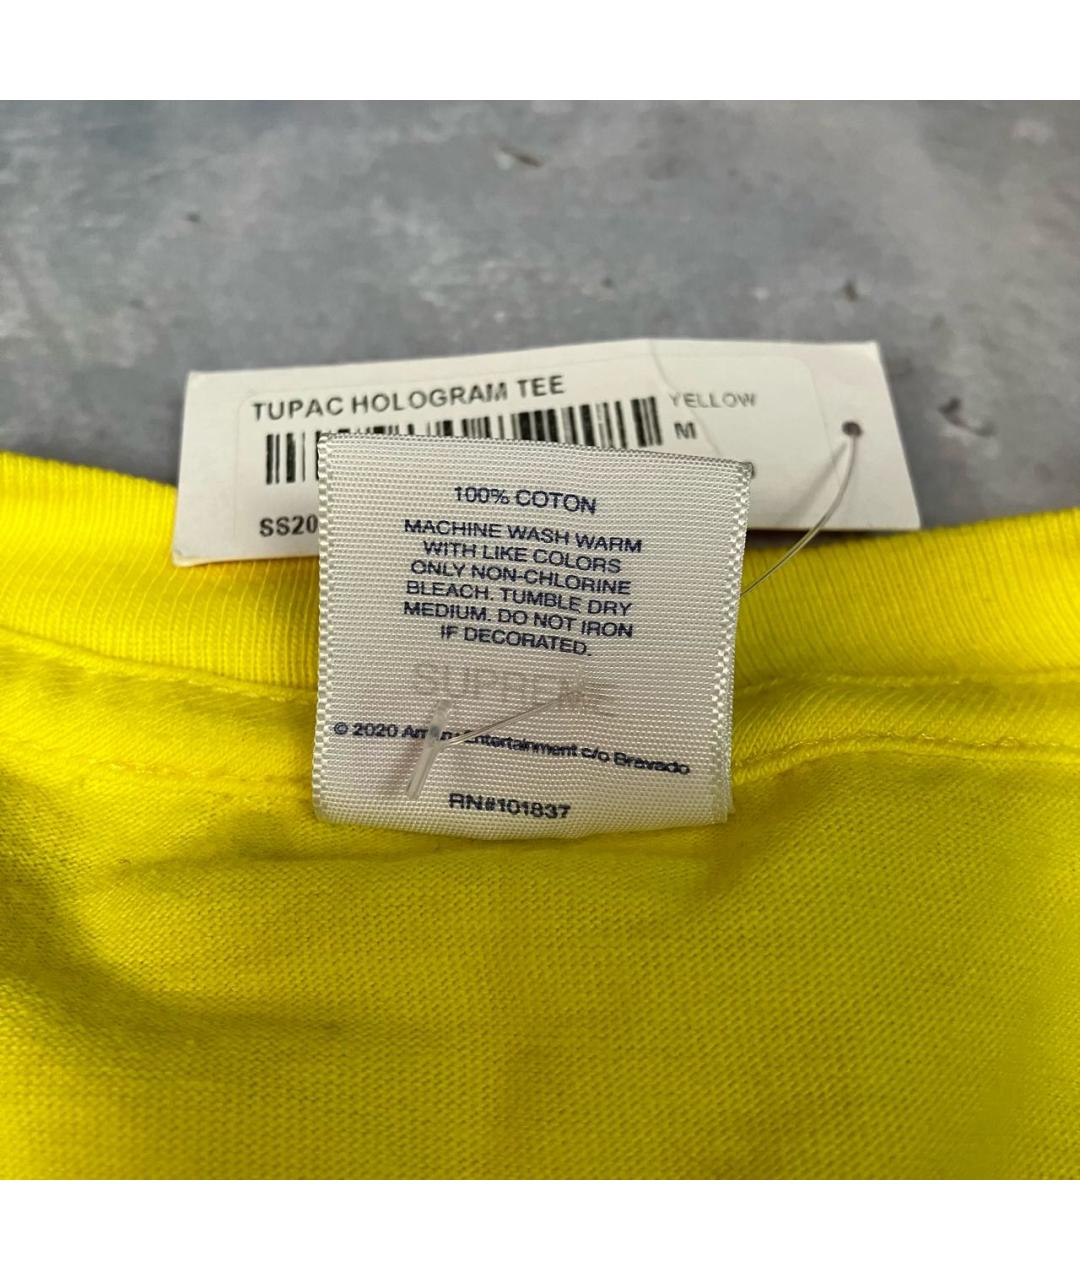 TUPAC HOLOGRAM TEE
YELLOW
M
SS20
100% COTON
MACHINE WASH WARM
WITH LIKE COLORS
ONLY NON-CHLORINE
BLEACH. TUMBLE DRY
MEDIUM. DO NOT IRON
IF DECORATED.
SUPREME
© 2020 Entertainment c/o Bravado
RN#101837